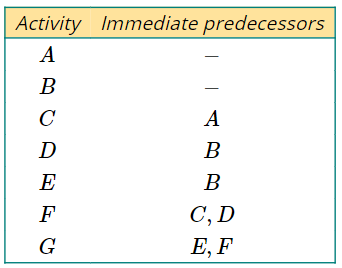 Activity Immediate predecessors
A –
B –
C A
D B
E B
F C, D
G E, F